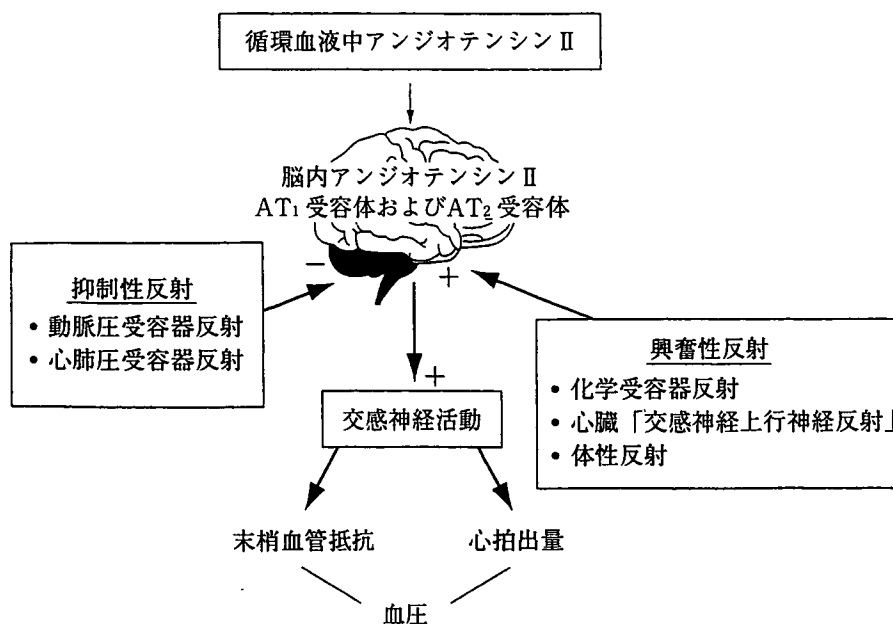 循環血液中アンジオテンシンⅡ
脳内アンジオテンシンⅡ
AT₁受容体およびAT₂受容体
−
+
抑制性反射
• 動脈圧受容器反射
• 心肺圧受容器反射
興奮性反射
• 化学受容器反射
• 心臓「交感神経上行神経反射」
• 体性反射
+
交感神経活動
末梢血管抵抗
心拍出量
血圧